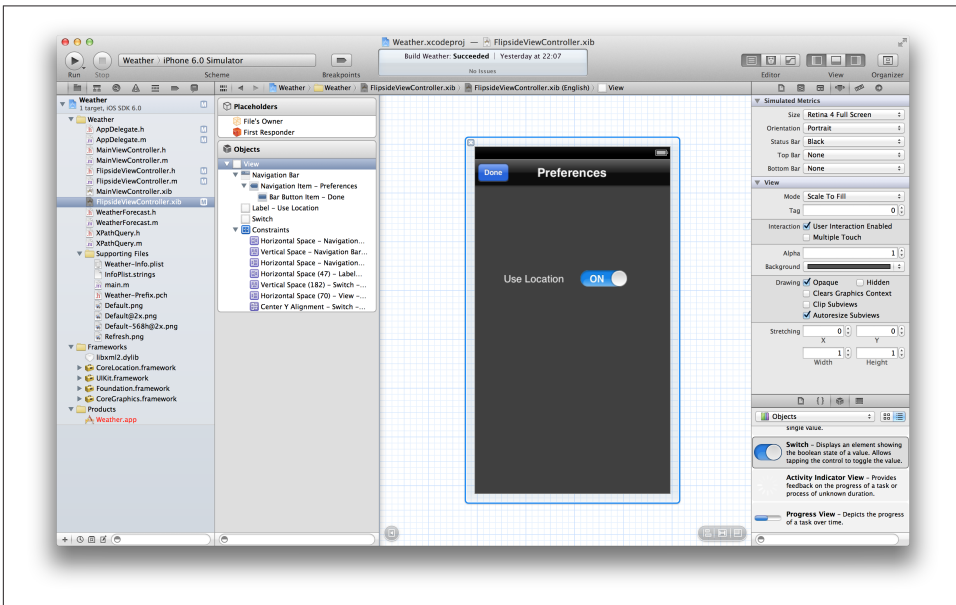 Weather.xcodeproj — FlipsideViewController.xib
Weather iPhone 6.0 Simulator
Build Weather: Succeeded | Yesterday at 22:07
No Issues
Run Stop Scheme Breakpoints Editor View Organizer
Weather Weather FlipsideViewController.xib FlipsideViewController.xib (English) View
Weather
1 target, iOS SDK 6.0
Weather
AppDelegate.h
AppDelegate.m
MainViewController.h
MainViewController.m
FlipsideViewController.h
FlipsideViewController.m
MainViewController.xib
FlipsideViewController.xib
WeatherForecast.h
WeatherForecast.m
XPathQuery.h
XPathQuery.m
Supporting Files
Weather-Info.plist
InfoPlist.strings
main.m
Weather-Prefix.pch
Default.png
Default@2x.png
Default-568h@2x.png
Refresh.png
Frameworks
libxml2.dylib
CoreLocation.framework
UIKit.framework
Foundation.framework
CoreGraphics.framework
Products
Weather.app
Placeholders
File's Owner
First Responder
Objects
View
Navigation Bar
Navigation Item – Preferences
Bar Button Item – Done
Label – Use Location
Switch
Constraints
Horizontal Space – Navigation...
Vertical Space – Navigation Bar...
Horizontal Space – Navigation...
Horizontal Space (47) – Label...
Vertical Space (182) – Switch –...
Horizontal Space (70) – View –...
Center Y Alignment – Switch –...
Done Preferences
Use Location ON
Simulated Metrics
Size Retina 4 Full Screen
Orientation Portrait
Status Bar Black
Top Bar None
Bottom Bar None
View
Mode Scale To Fill
Tag 0
Interaction User Interaction Enabled
Multiple Touch
Alpha 1
Background
Drawing Opaque Hidden
Clears Graphics Context
Clip Subviews
Autoresize Subviews
Stretching 0 0
X Y
1 1
Width Height
Objects
single value.
Switch – Displays an element showing
the boolean state of a value. Allows
tapping the control to toggle the value.
Activity Indicator View – Provides
feedback on the progress of a task or
process of unknown duration.
Progress View – Depicts the progress
of a task over time.